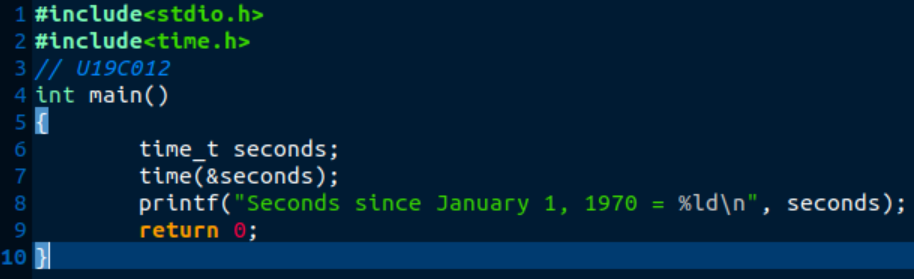 1 #include<stdio.h>
2 #include<time.h>
3 // U19C012
4 int main()
5 {
6 time_t seconds;
7 time(&seconds);
8 printf("Seconds since January 1, 1970 = %ld\n", seconds);
9 return 0;
10 }